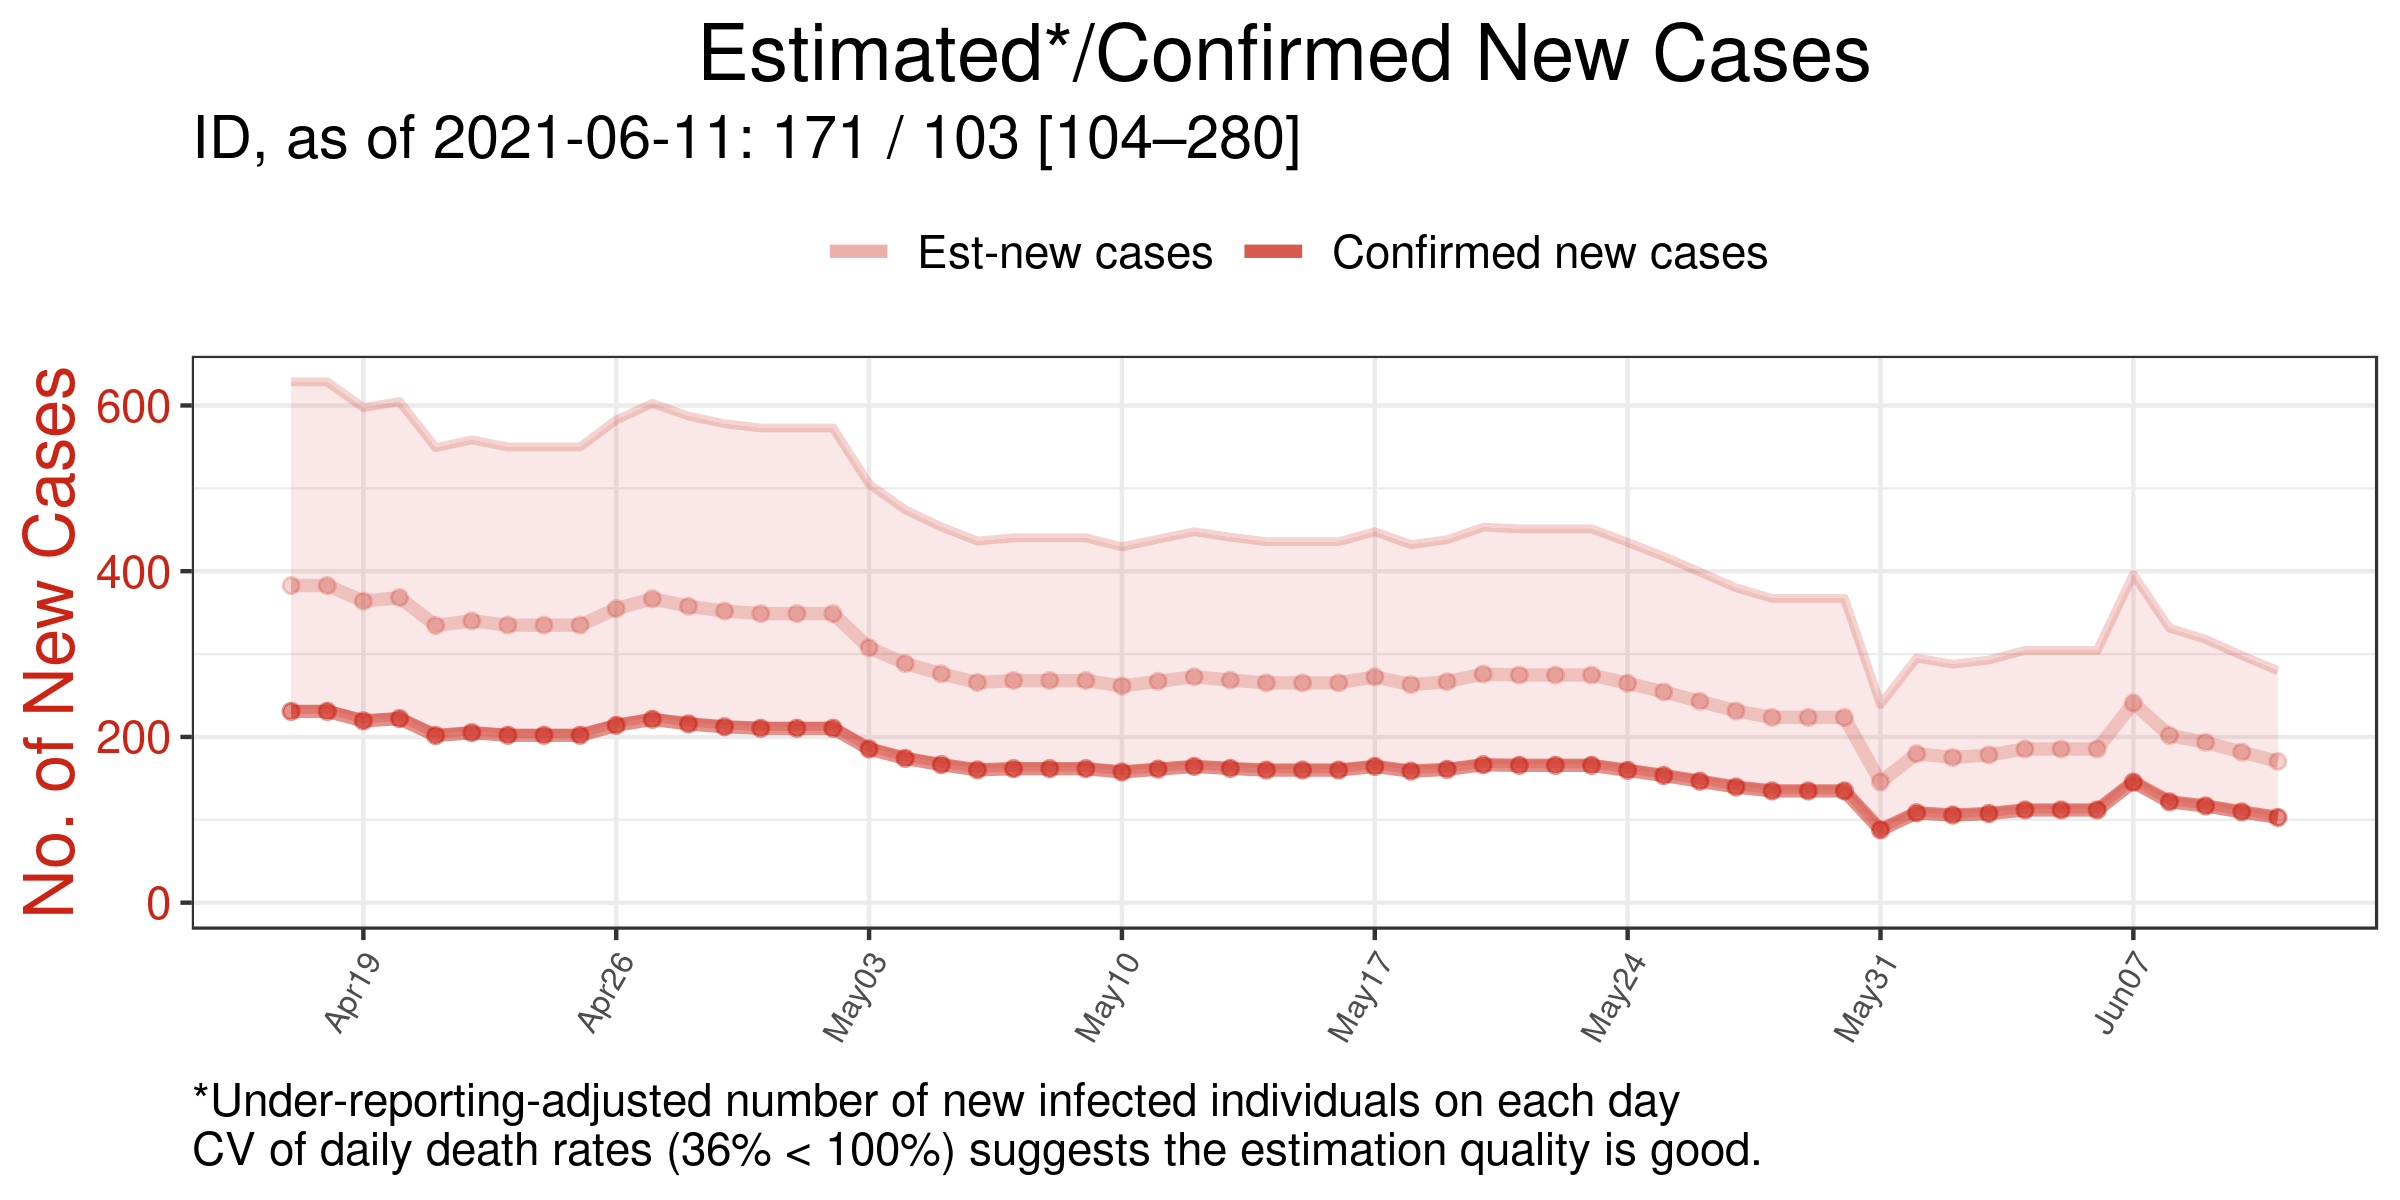 Estimated*/Confirmed New Cases
ID, as of 2021-06-11: 171 / 103 [104–280]
Est-new cases
Confirmed new cases
No. of New Cases
600
400
200
0
Apr19
Apr26
May03
May10
May17
May24
May31
Jun07
*Under-reporting-adjusted number of new infected individuals on each day
CV of daily death rates (36% < 100%) suggests the estimation quality is good.